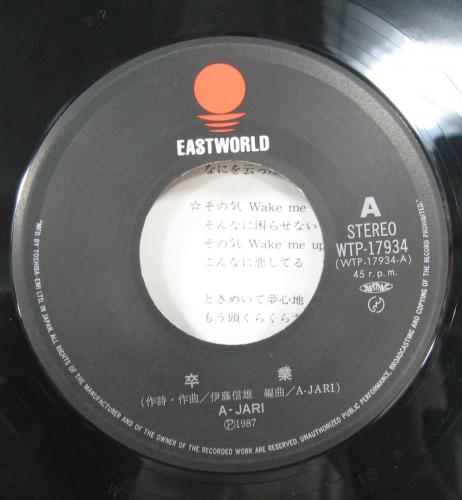 EASTWORLD
なにを云っ
☆その気 Wake me
そんなに困らせない
その気 Wake me up
こんなに恋してる
ときめいて夢心地
もう頭くらくら
A
STEREO
WTP-17934
(WTP-17934-A)
45 r.p.m.
卒業
(作詩・作曲/伊藤信雄 編曲/A-JARI)
A-JARI
Ⓟ1987
"MFD BY TOSHIBA-EMI LTD. IN JAPAN. ALL RIGHTS OF THE MANUFACTURER AND OF THE OWNER OF THE RECORDED WORK ARE RESERVED. UNAUTHORIZED PUBLIC PERFORMANCE, BROADCASTING AND COPYING OF THE RECORD PROHIBITED."